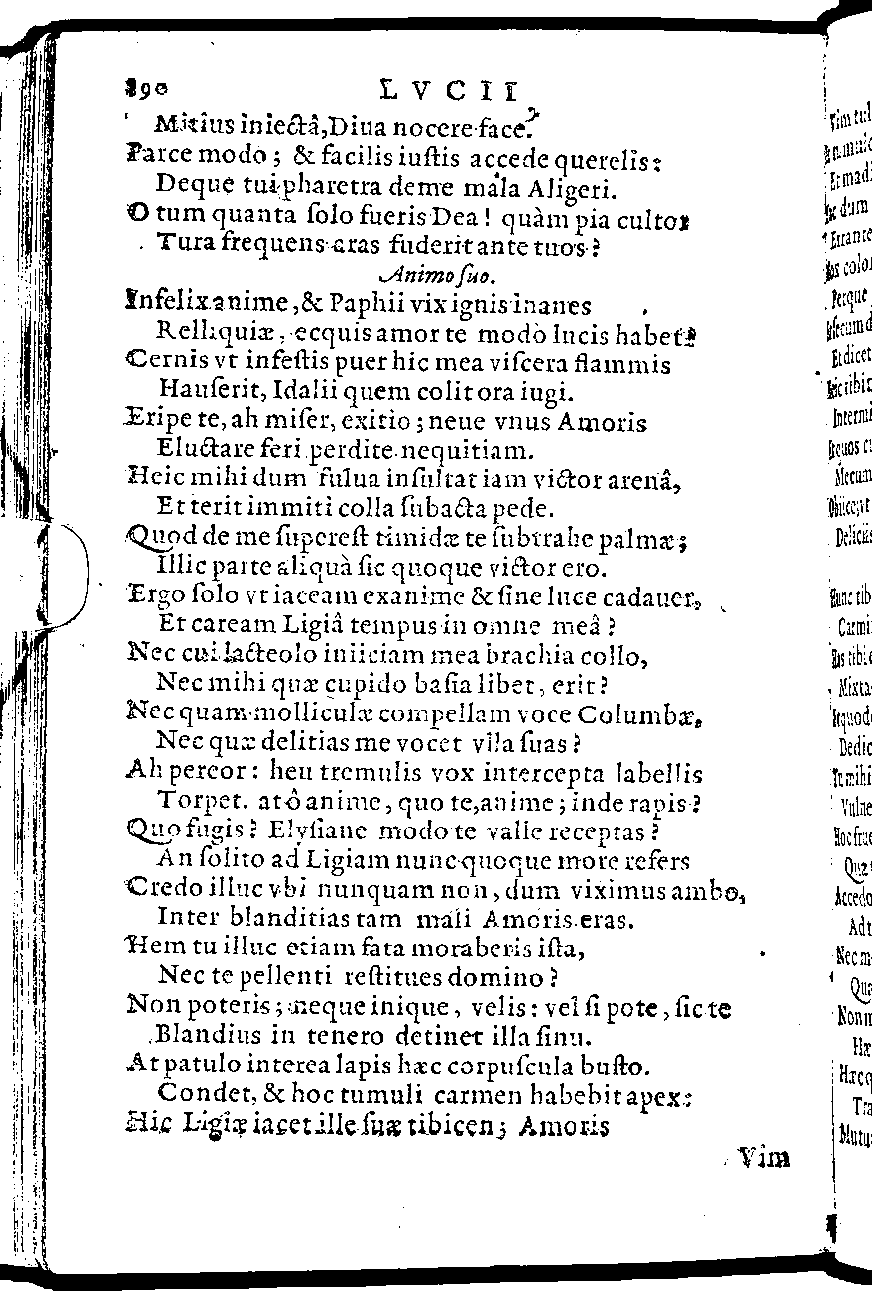 190 LVCII
Mitius iniectâ, Diua nocere face.
Parce modo ; & facilis iuſtis accede querelis :
Deque tui pharetra deme mala Aligeri.
O tum quanta ſolo fueris Dea ! quàm pia cultor
Tura frequens aras fuderit ante tuos ?
Animo ſuo.
Infelix anime, & Paphii vix ignis inanes
Relliquiæ, ecquis amor te modò lucis habet ?
Cernis vt infeſtis puer hic mea viſcera flammis
Hauſerit, Idalii quem colit ora iugi.
Eripe te, ah miſer, exitio ; neue vnus Amoris
Eluctare feri perdite nequitiam.
Heic mihi dum fulua inſultat iam victor arenâ,
Et terit immiti colla ſubacta pede.
Quod de me ſupereſt timidæ te ſubtrahe palmæ ;
Illic parte aliquà ſic quoque victor ero.
Ergo ſolo vt iaceam exanime & ſine luce cadauer,
Et caream Ligiâ tempus in omne meâ ?
Nec cui lacteolo iniiciam mea brachia collo,
Nec mihi quæ cupido baſia libet, erit ?
Nec quam molliculæ compellam voce Columbæ,
Nec quæ delitias me vocet vlla ſuas ?
Ah pereor : heu tremulis vox intercepta labellis
Torpet. at ô anime, quo te, anime ; inde rapis ?
Quo fugis ? Elyſiane modo te valle receptas ?
An ſolito ad Ligiam nunc quoque more refers
Credo illuc vbi nunquam non, dum viximus ambo,
Inter blanditias tam mali Amoris eras.
Hem tu illuc etiam fata moraberis iſta,
Nec te pellenti reſtitues domino ?
Non poteris ; neque inique, velis : vel ſi pote, ſic te
Blandius in tenero detinet illa ſinu.
At patulo interea lapis hæc corpuſcula buſto.
Condet, & hoc tumuli carmen habebit apex :
Hic Ligiæ iacet ille ſuæ tibicen ; Amoris
Vim